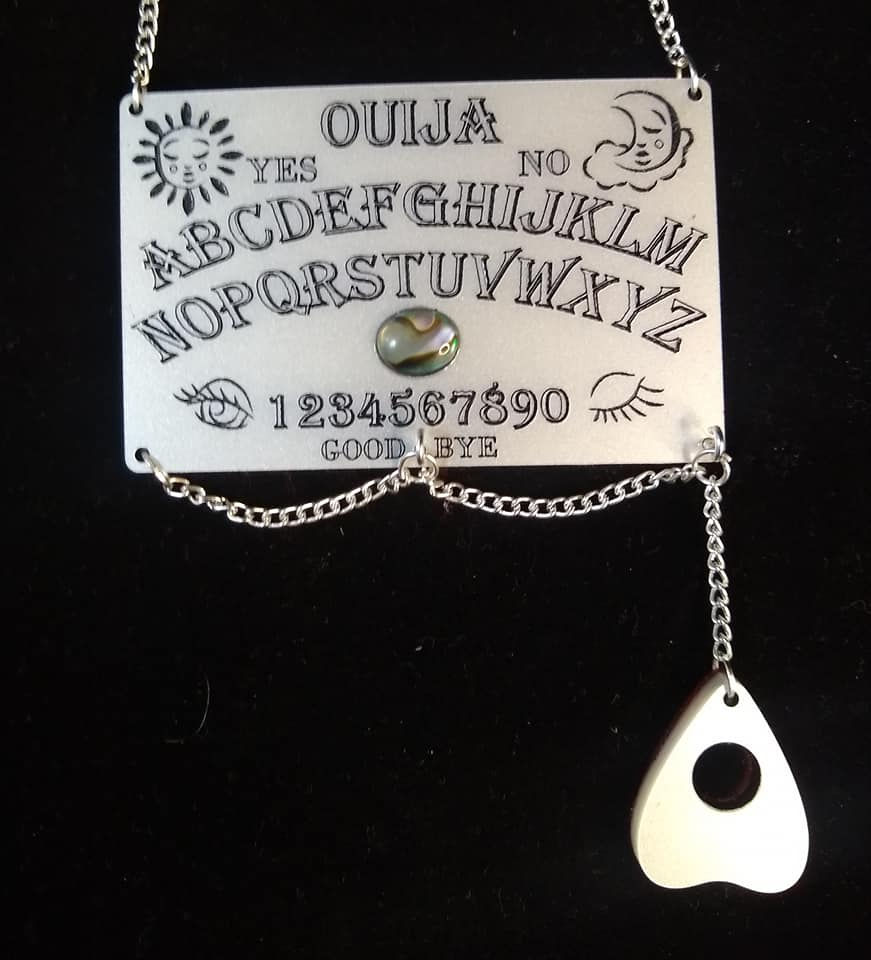 OUIJA
YES NO
ABCDEFGHIJKLM
NOPQRSTUVWXYZ
1234567890
GOOD BYE